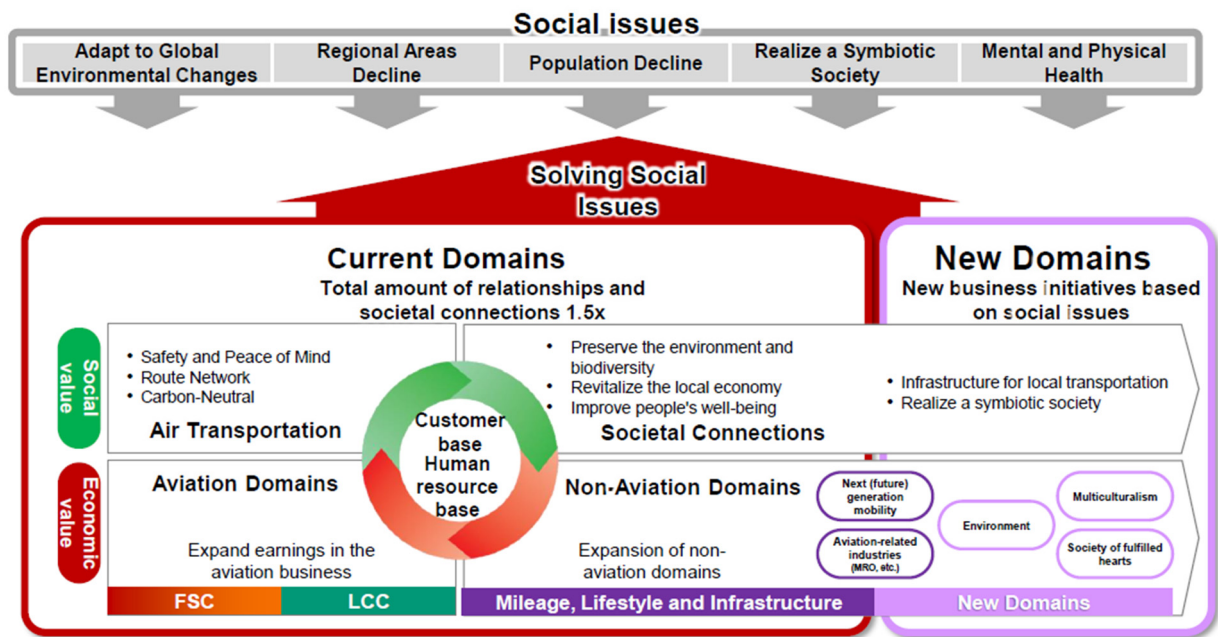 Social issues
Adapt to Global
Environmental Changes
Regional Areas
Decline
Population Decline
Realize a Symbiotic
Society
Mental and Physical
Health
Solving Social
Issues
Current Domains
Total amount of relationships and
societal connections 1.5x
New Domains
New business initiatives based
on social issues
Social
value
• Safety and Peace of Mind
• Route Network
• Carbon-Neutral
Air Transportation
• Preserve the environment and
biodiversity
• Revitalize the local economy
• Improve people's well-being
Societal Connections
• Infrastructure for local transportation
• Realize a symbiotic society
Customer
base
Human
resource
base
Economic
value
Aviation Domains
Expand earnings in the
aviation business
Non-Aviation Domains
Expansion of non-
aviation domains
Next (future)
generation
mobility
Aviation-related
industries
(MRO, etc.)
Environment
Multiculturalism
Society of fulfilled
hearts
FSC
LCC
Mileage, Lifestyle and Infrastructure
New Domains